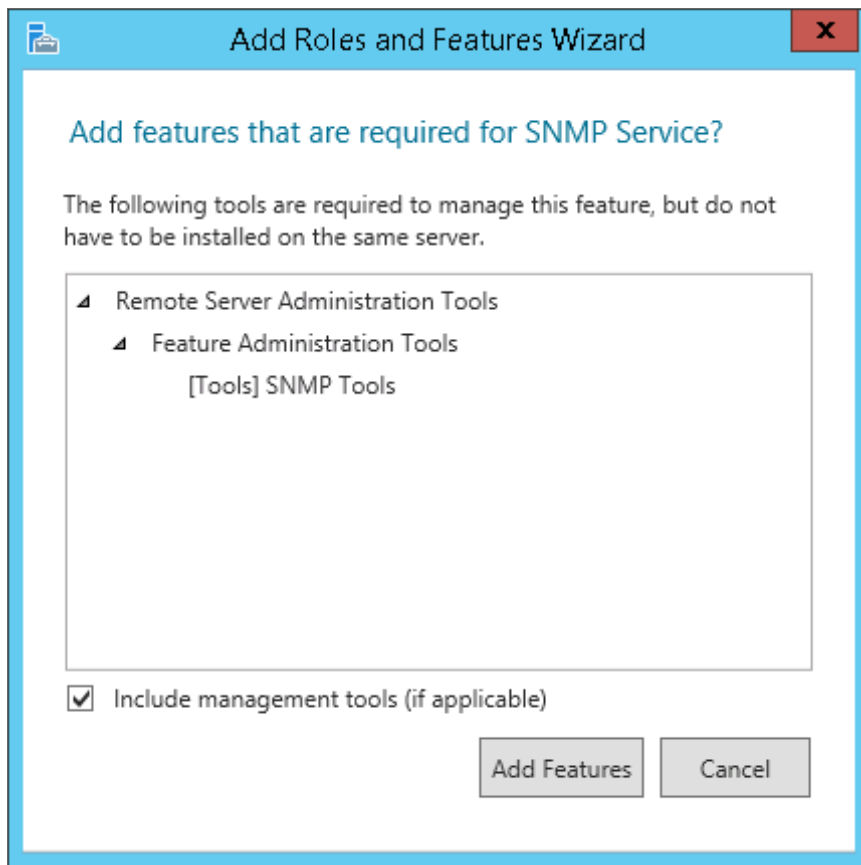 Add Roles and Features Wizard
x
Add features that are required for SNMP Service?
The following tools are required to manage this feature, but do not
have to be installed on the same server.
Remote Server Administration Tools
Feature Administration Tools
[Tools] SNMP Tools
Include management tools (if applicable)
Add Features
Cancel